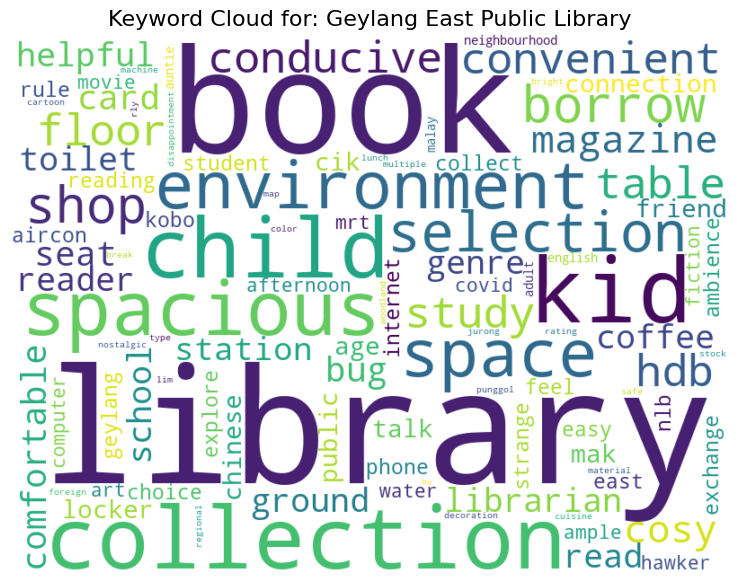 Keyword Cloud for: Geylang East Public Library
helpful
conducive
neighbourhood
convenient
machine
auntie
movie
rule
card
cartoon
rly
book
bright
connection
borrow
floor
disappointment
malay
magazine
toilet
student
cik
lunch
multiple
collect
reading
environment
table
shop
map
friend
kobo
mrt
selection
aircon
color
child
seat
break
genre
english
fiction
ambience
reader
afternoon
internet
covid
adult
kid
spacious
woodland
study
jurong
rating
coffee
nostalgic
type
station
age
space
stock
school
lim
bug
punggol
hdb
comfortable
library
feel
safe
computer
geylang
explore
chinese
public
talk
strange
easy
nlb
mak
exchange
phone
material
east
foreign
art
choice
water
locker
ground
hv
librarian
regional
decoration
cuisine
ample
cosy
collection
read
hawker